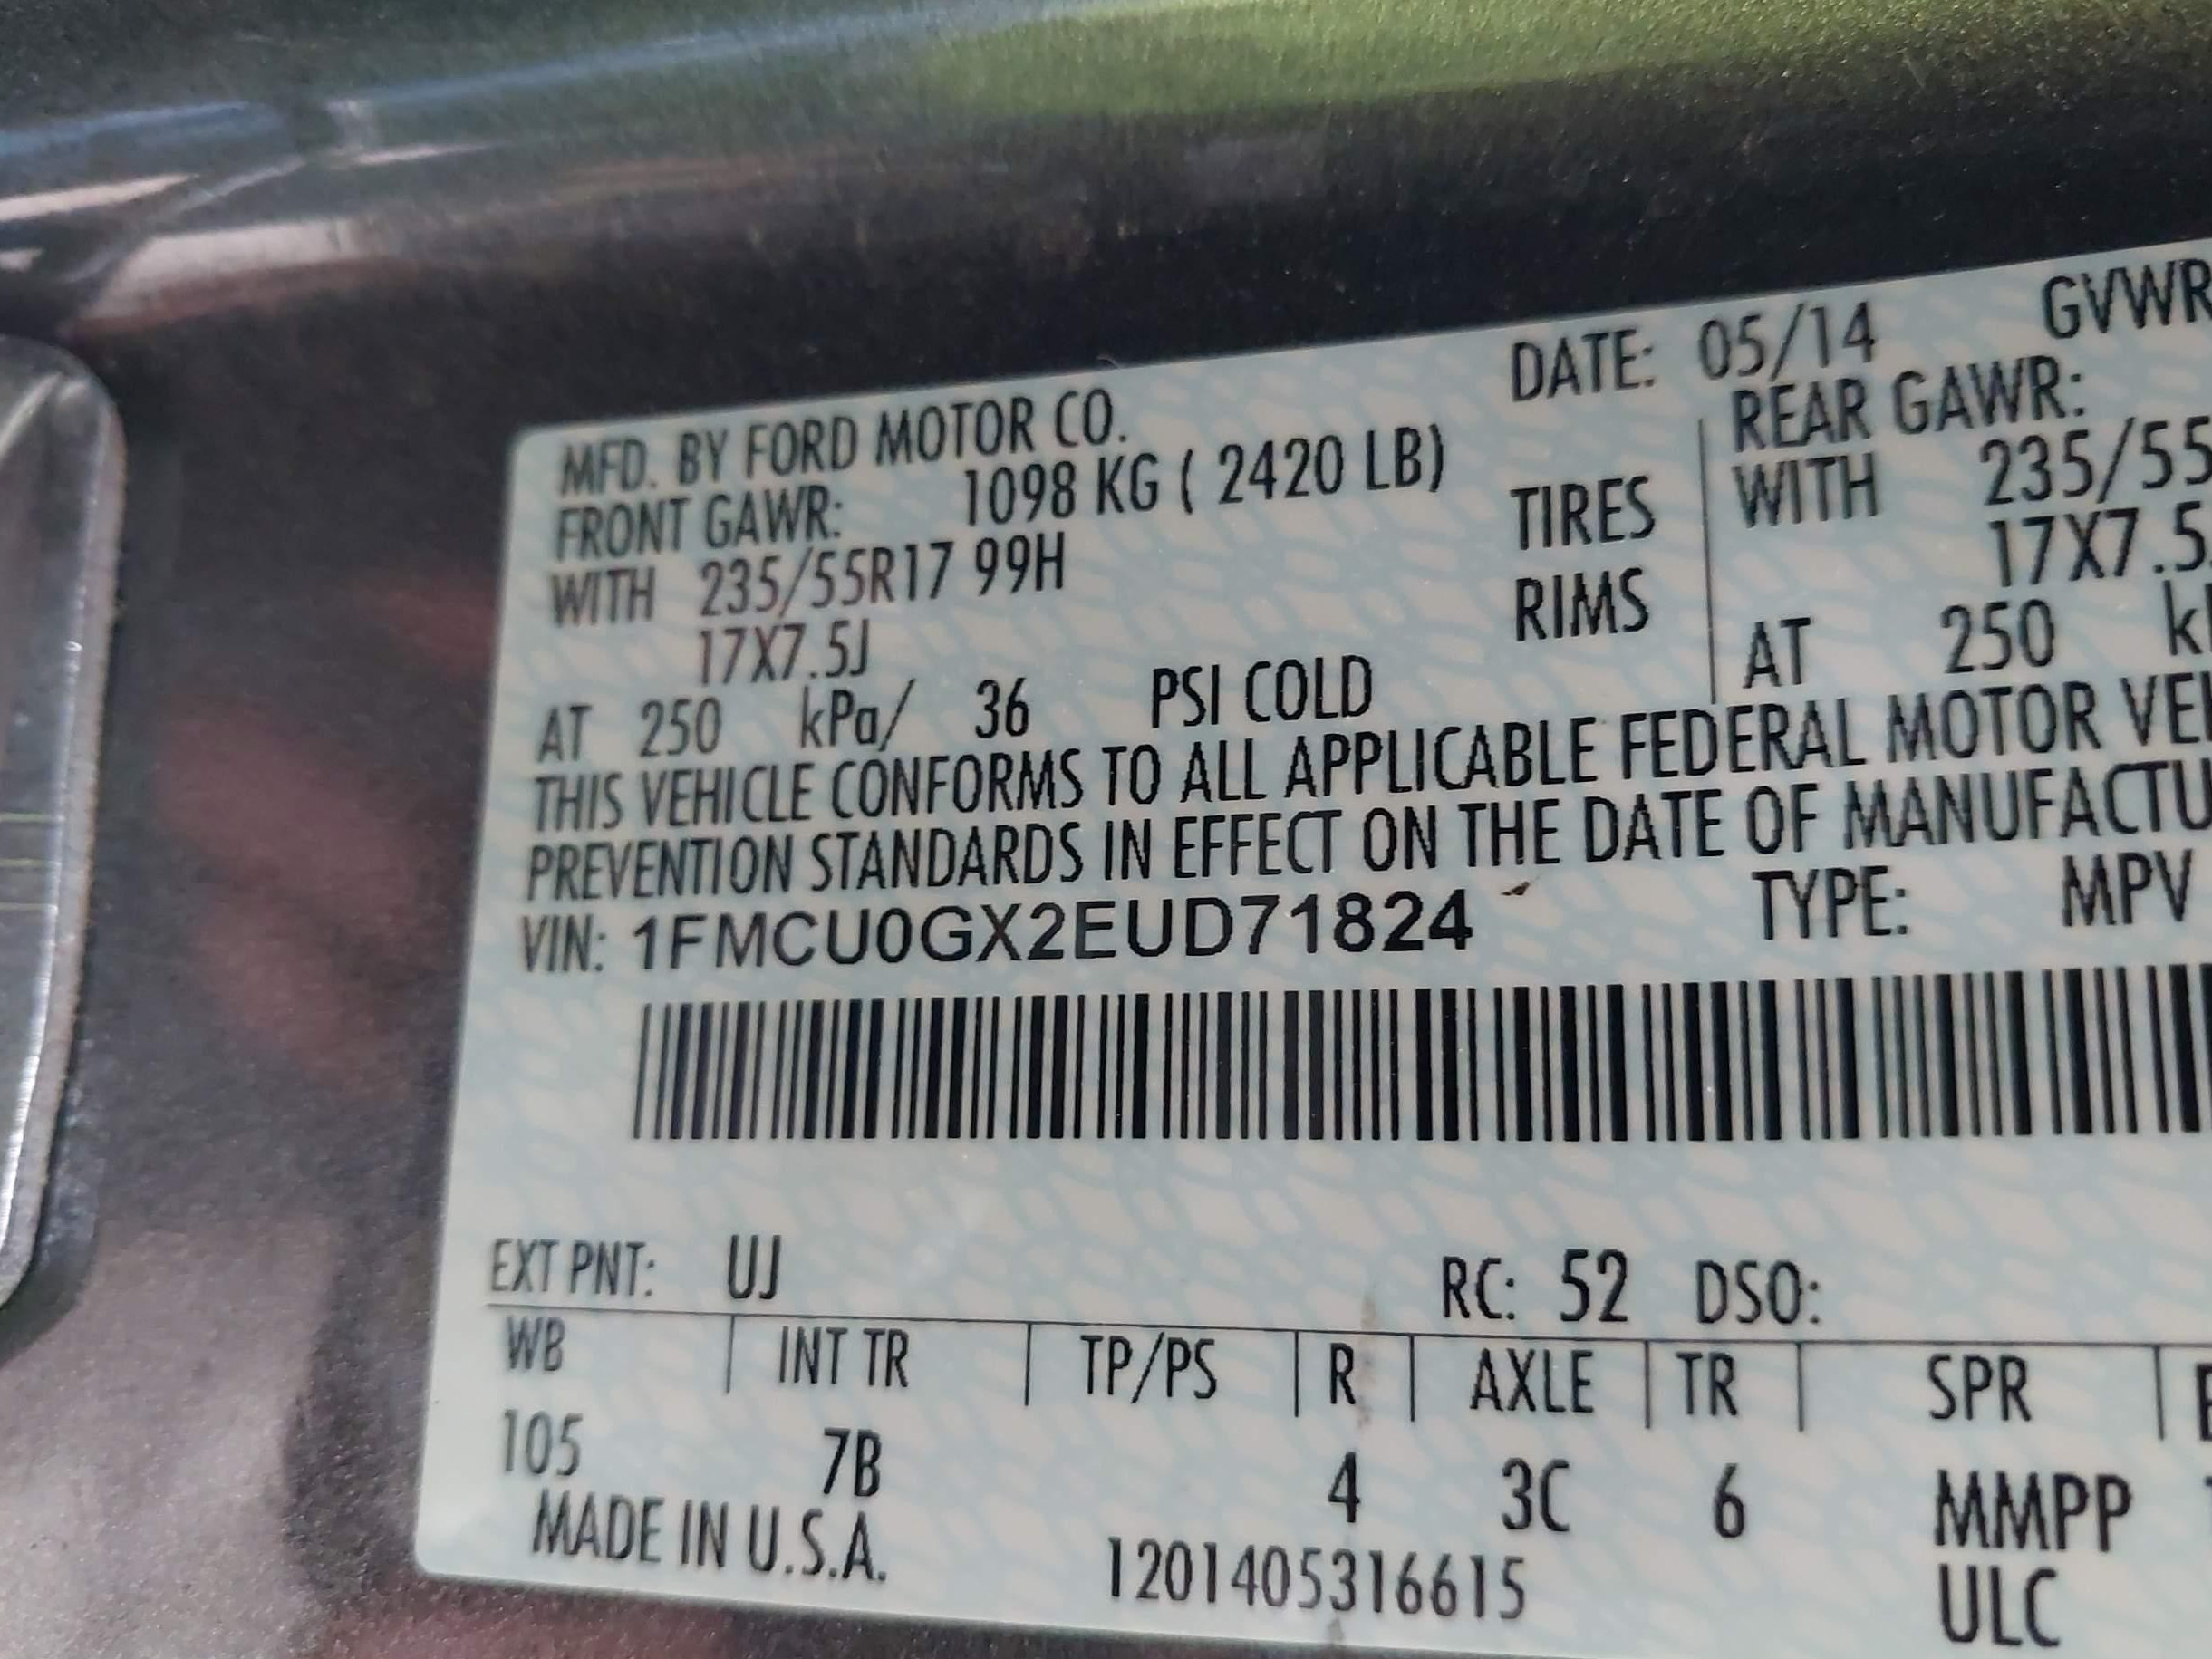 DATE: 05/14 GVWR
MFD. BY FORD MOTOR CO.
FRONT GAWR: 1098 KG ( 2420 LB)
REAR GAWR:
WITH 235/55R17 99H TIRES WITH 235/55
17X7.5J RIMS 17X7.5
AT 250 kPa/ 36 PSI COLD AT 250
THIS VEHICLE CONFORMS TO ALL APPLICABLE FEDERAL MOTOR VEH
PREVENTION STANDARDS IN EFFECT ON THE DATE OF MANUFACTU
VIN: 1FMCU0GX2EUD71824 TYPE: MPV
EXT PNT: UJ RC: 52 DSO:
WB INT TR TP/PS R AXLE TR SPR
105 7B 4 3C 6 MMPP
MADE IN U.S.A. 1201405316615 ULC